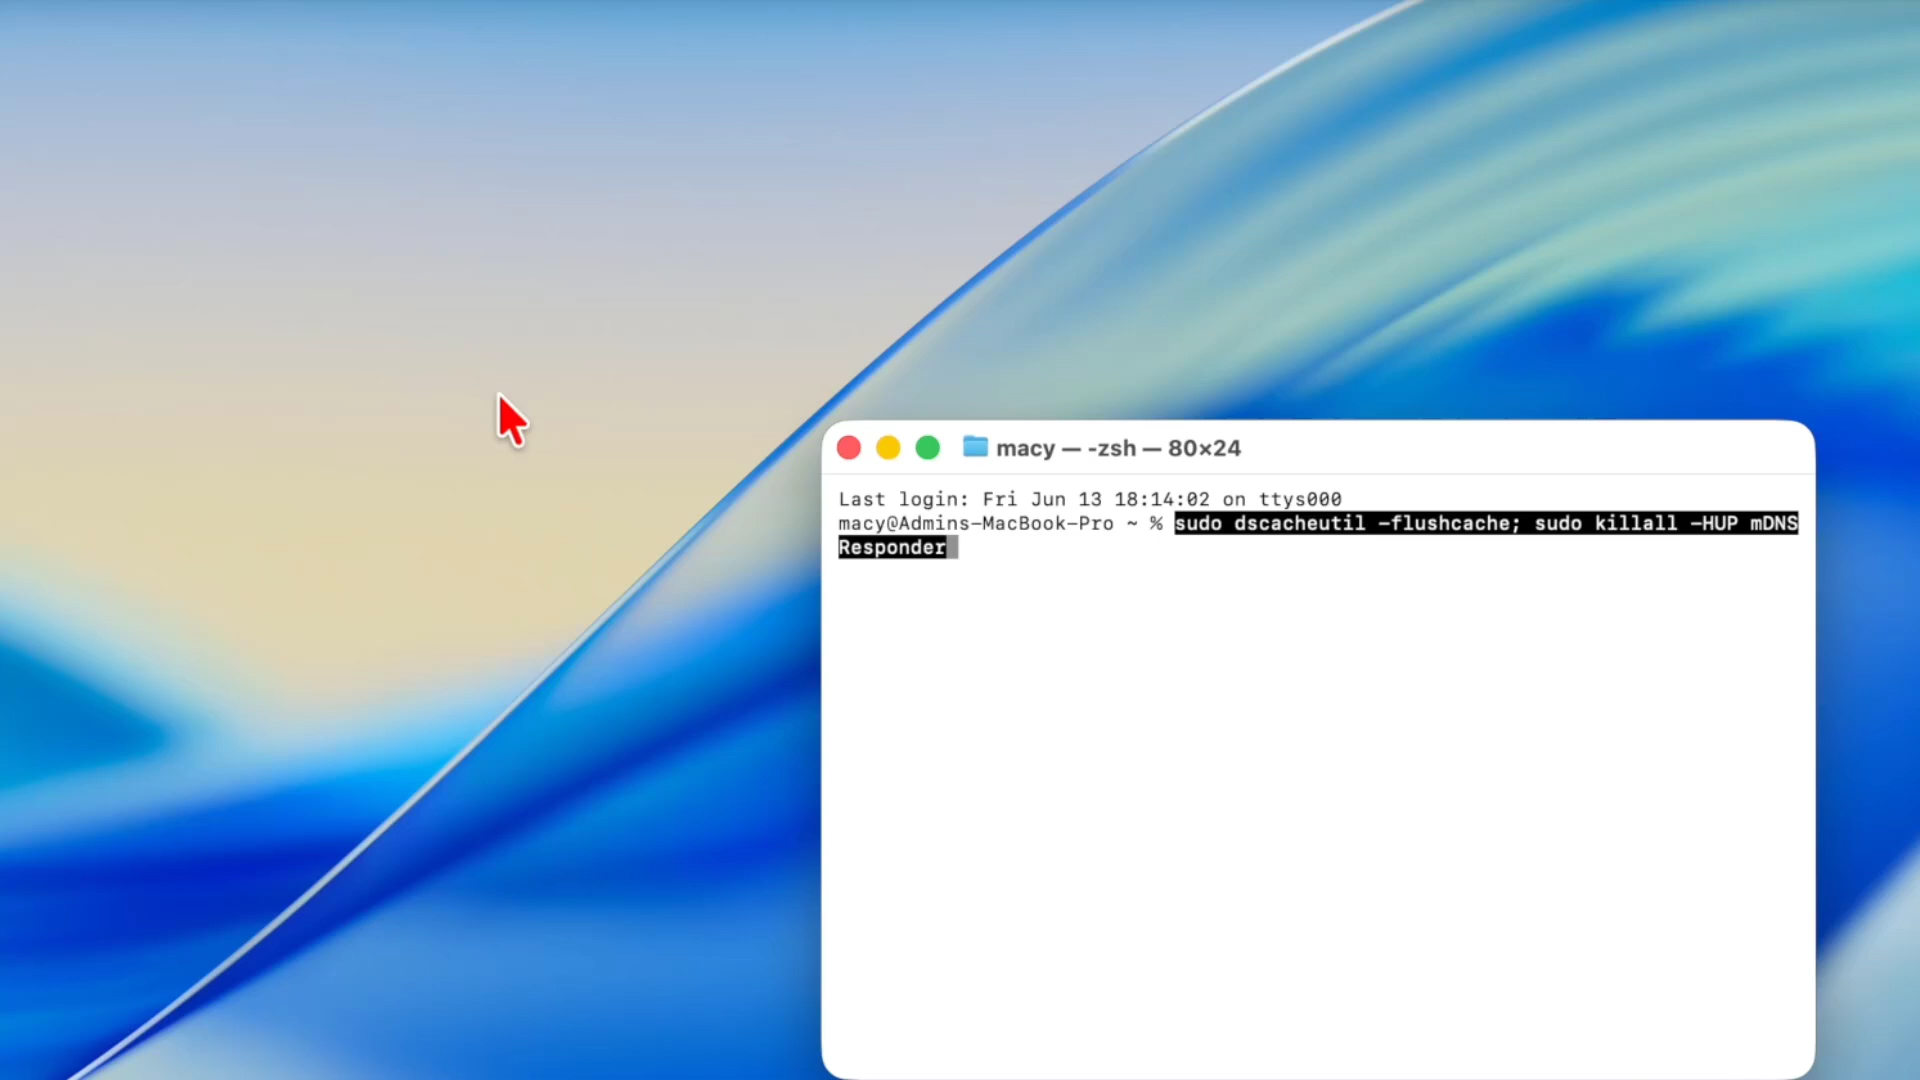 macy — -zsh — 80×24
Last login: Fri Jun 13 18:14:02 on ttys000
macy@Admins-MacBook-Pro ~ % sudo dscacheutil -flushcache; sudo killall -HUP mDNS
Responder